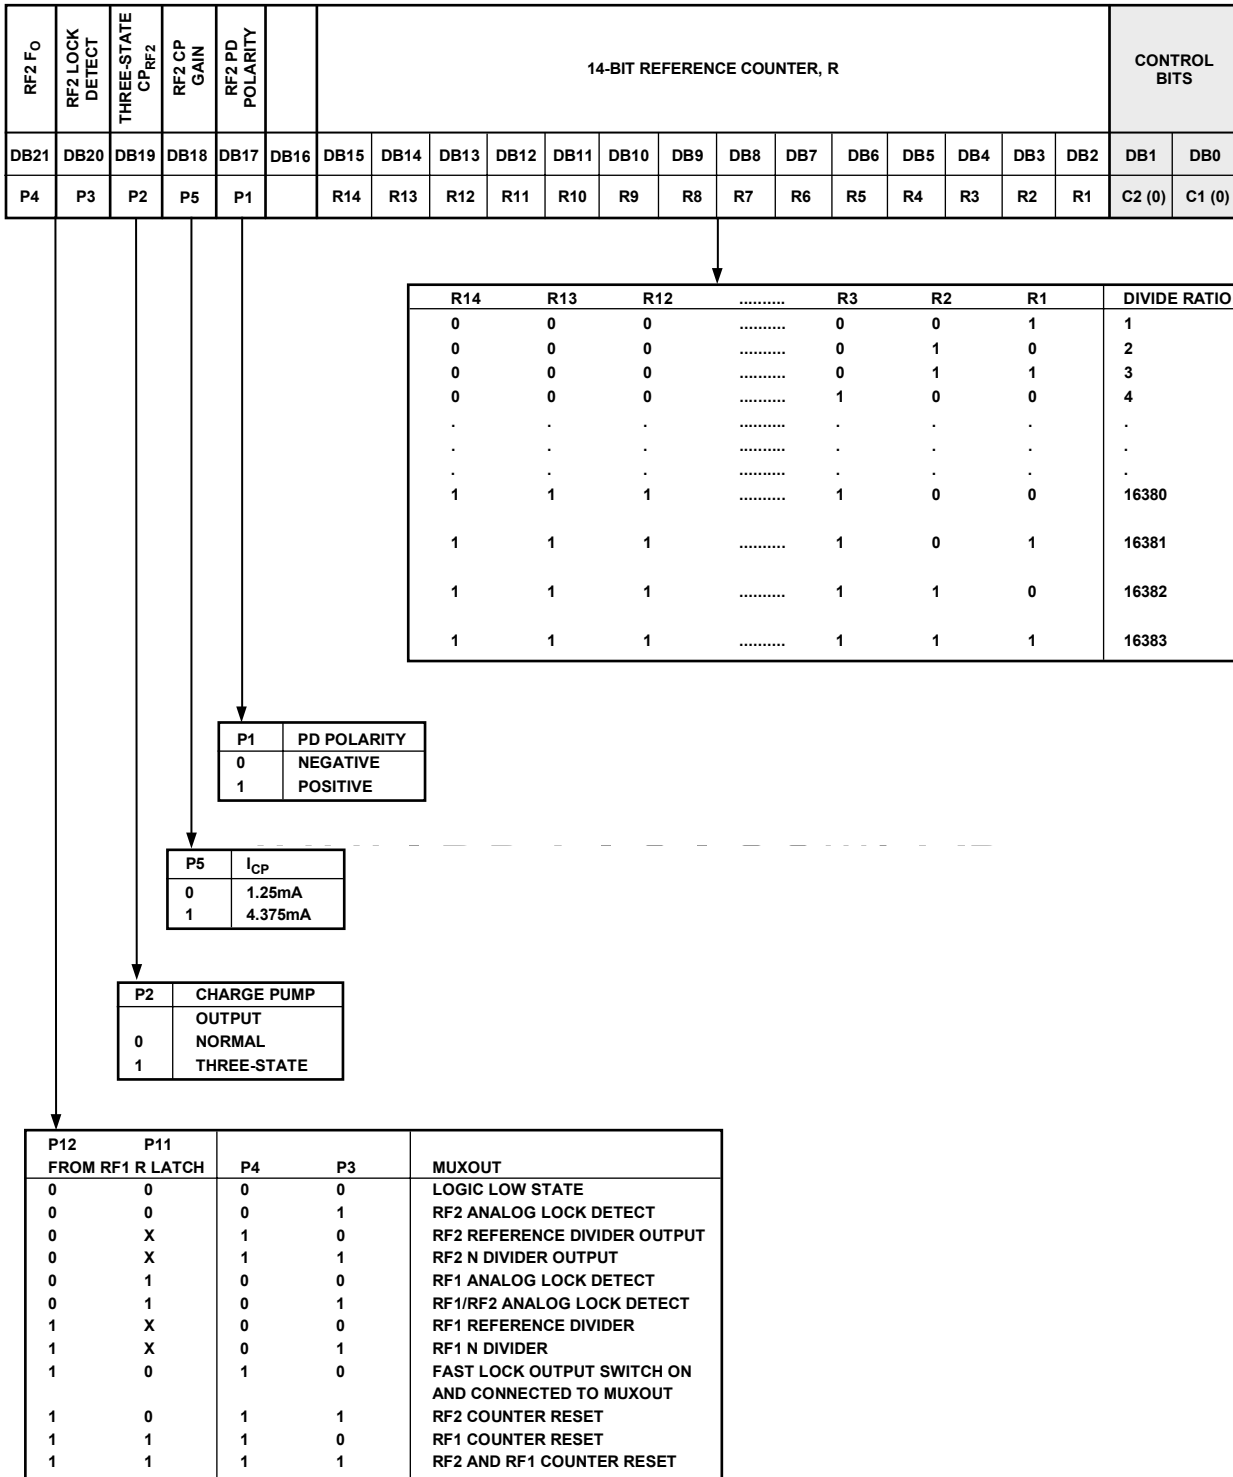 RF2 FO
RF2 LOCK DETECT
THREE-STATE CPRF2
RF2 CP GAIN
RF2 PD POLARITY
14-BIT REFERENCE COUNTER, R
CONTROL BITS
DB21 DB20 DB19 DB18 DB17 DB16 DB15 DB14 DB13 DB12 DB11 DB10 DB9 DB8 DB7 DB6 DB5 DB4 DB3 DB2 DB1 DB0
P4 P3 P2 P5 P1 R14 R13 R12 R11 R10 R9 R8 R7 R6 R5 R4 R3 R2 R1 C2 (0) C1 (0)
R14 R13 R12 .......... R3 R2 R1 DIVIDE RATIO
0 0 0 .......... 0 0 1 1
0 0 0 .......... 0 1 0 2
0 0 0 .......... 0 1 1 3
0 0 0 .......... 1 0 0 4
. . . .......... . . . .
. . . .......... . . . .
. . . .......... . . . .
1 1 1 .......... 1 0 0 16380
1 1 1 .......... 1 0 1 16381
1 1 1 .......... 1 1 0 16382
1 1 1 .......... 1 1 1 16383
P1 PD POLARITY
0 NEGATIVE
1 POSITIVE
P5 ICP
0 1.25mA
1 4.375mA
P2 CHARGE PUMP
OUTPUT
0 NORMAL
1 THREE-STATE
P12 P11
FROM RF1 R LATCH P4 P3 MUXOUT
0 0 0 0 LOGIC LOW STATE
0 0 0 1 RF2 ANALOG LOCK DETECT
0 X 1 0 RF2 REFERENCE DIVIDER OUTPUT
0 X 1 1 RF2 N DIVIDER OUTPUT
0 1 0 0 RF1 ANALOG LOCK DETECT
0 1 0 1 RF1/RF2 ANALOG LOCK DETECT
1 X 0 0 RF1 REFERENCE DIVIDER
1 X 0 1 RF1 N DIVIDER
1 0 1 0 FAST LOCK OUTPUT SWITCH ON
AND CONNECTED TO MUXOUT
1 0 1 1 RF2 COUNTER RESET
1 1 1 0 RF1 COUNTER RESET
1 1 1 1 RF2 AND RF1 COUNTER RESET